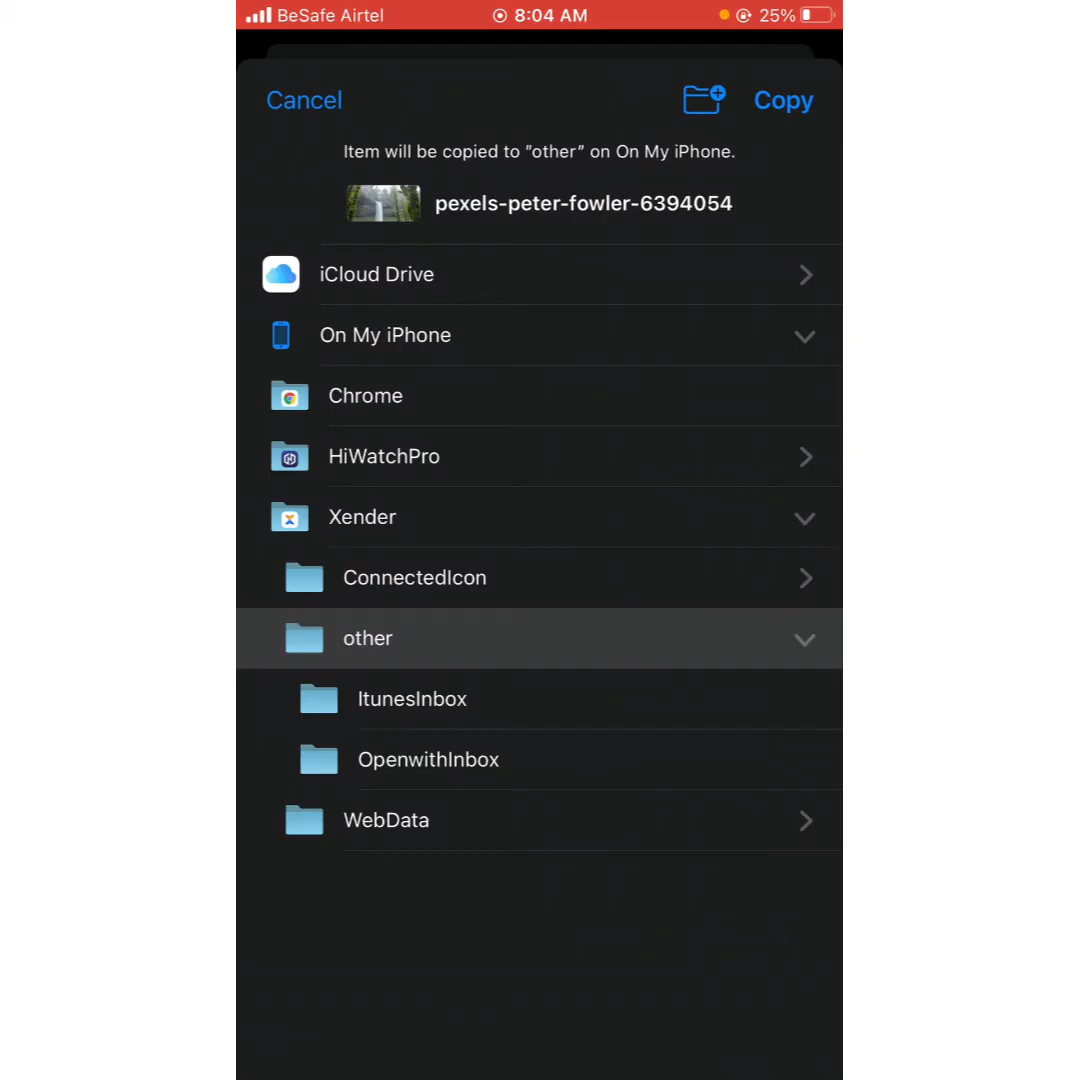 BeSafe Airtel 8:04 AM 25%
Cancel Copy
Item will be copied to "other" on On My iPhone.
pexels-peter-fowler-6394054
iCloud Drive
On My iPhone
Chrome
HiWatchPro
Xender
ConnectedIcon
other
ItunesInbox
OpenwithInbox
WebData